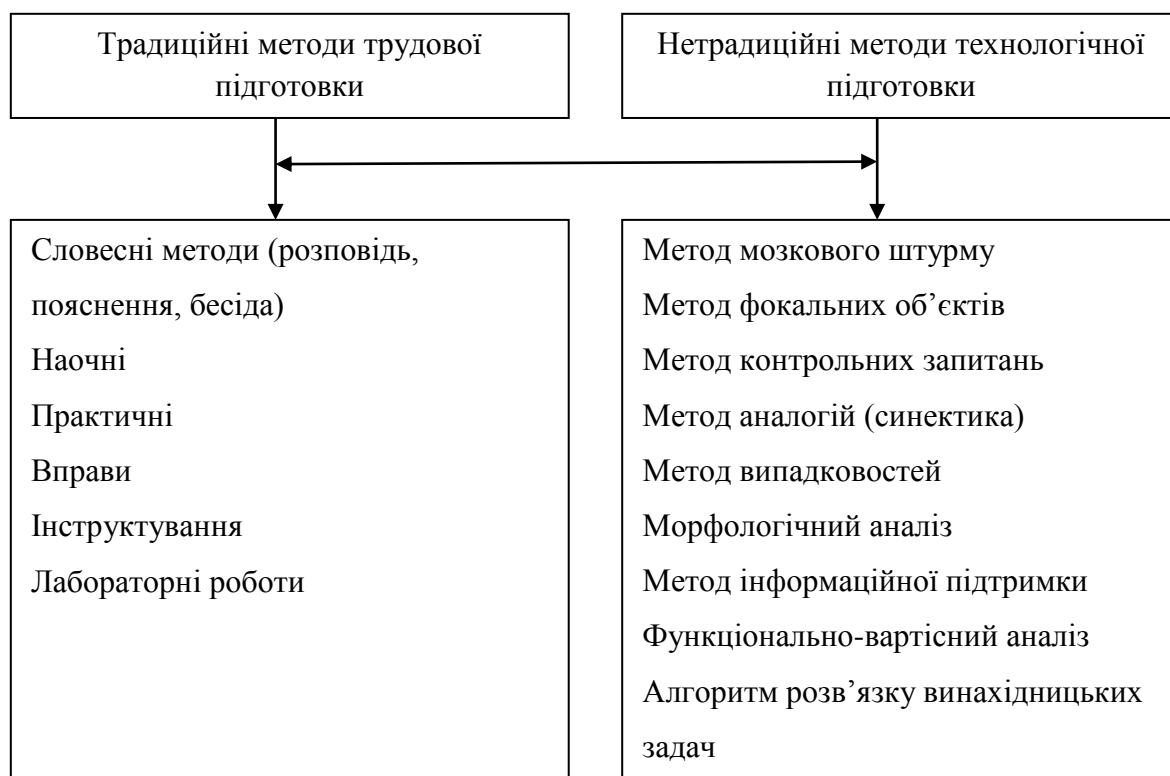 Традиційні методи трудової
підготовки
Нетрадиційні методи технологічної
підготовки
Словесні методи (розповідь,
пояснення, бесіда)
Наочні
Практичні
Вправи
Інструктування
Лабораторні роботи
Метод мозкового штурму
Метод фокальних об’єктів
Метод контрольних запитань
Метод аналогій (синектика)
Метод випадковостей
Морфологічний аналіз
Метод інформаційної підтримки
Функціонально-вартісний аналіз
Алгоритм розв’язку винахідницьких
задач